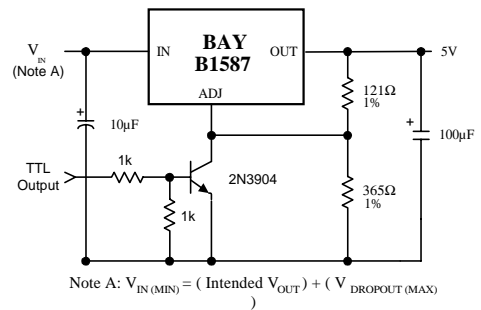 BAY
B1587
IN
OUT
ADJ
V IN
(Note A)
5V
121Ω
1%
10µF
100µF
TTL
Output
1k
2N3904
365Ω
1%
1k
Note A: V IN (MIN) = ( Intended V OUT ) + ( V DROPOUT (MAX)
)